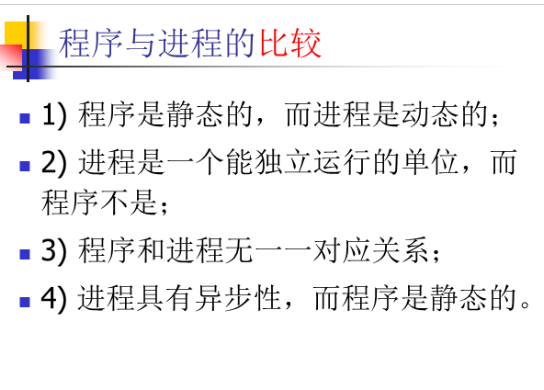 程序与进程的比较
1) 程序是静态的，而进程是动态的；
2) 进程是一个能独立运行的单位，而
程序不是；
3) 程序和进程无一一对应关系；
4) 进程具有异步性，而程序是静态的。